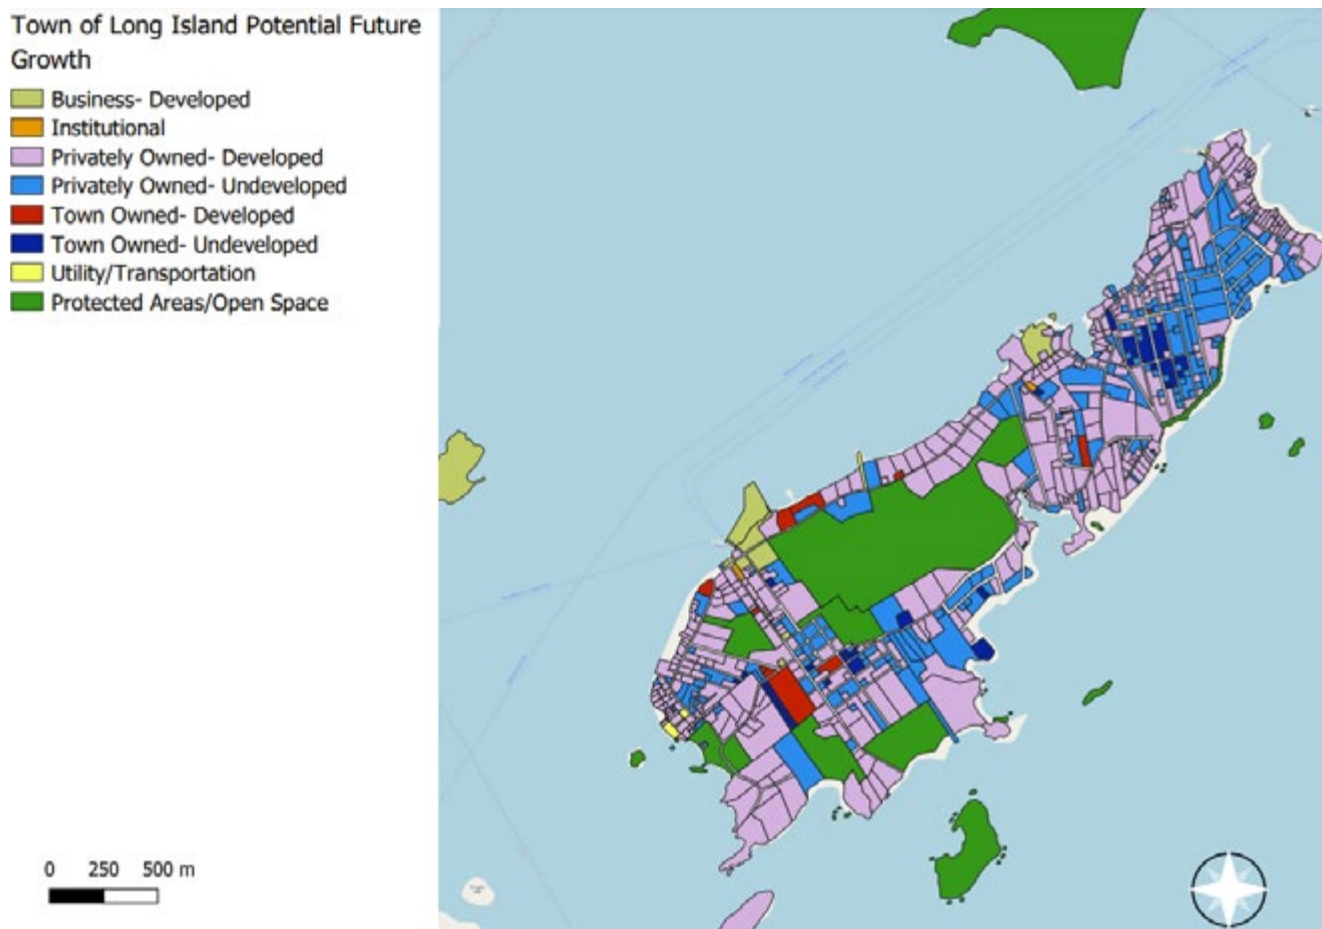 Town of Long Island Potential Future
Growth
Business- Developed
Institutional
Privately Owned- Developed
Privately Owned- Undeveloped
Town Owned- Developed
Town Owned- Undeveloped
Utility/Transportation
Protected Areas/Open Space
0 250 500 m